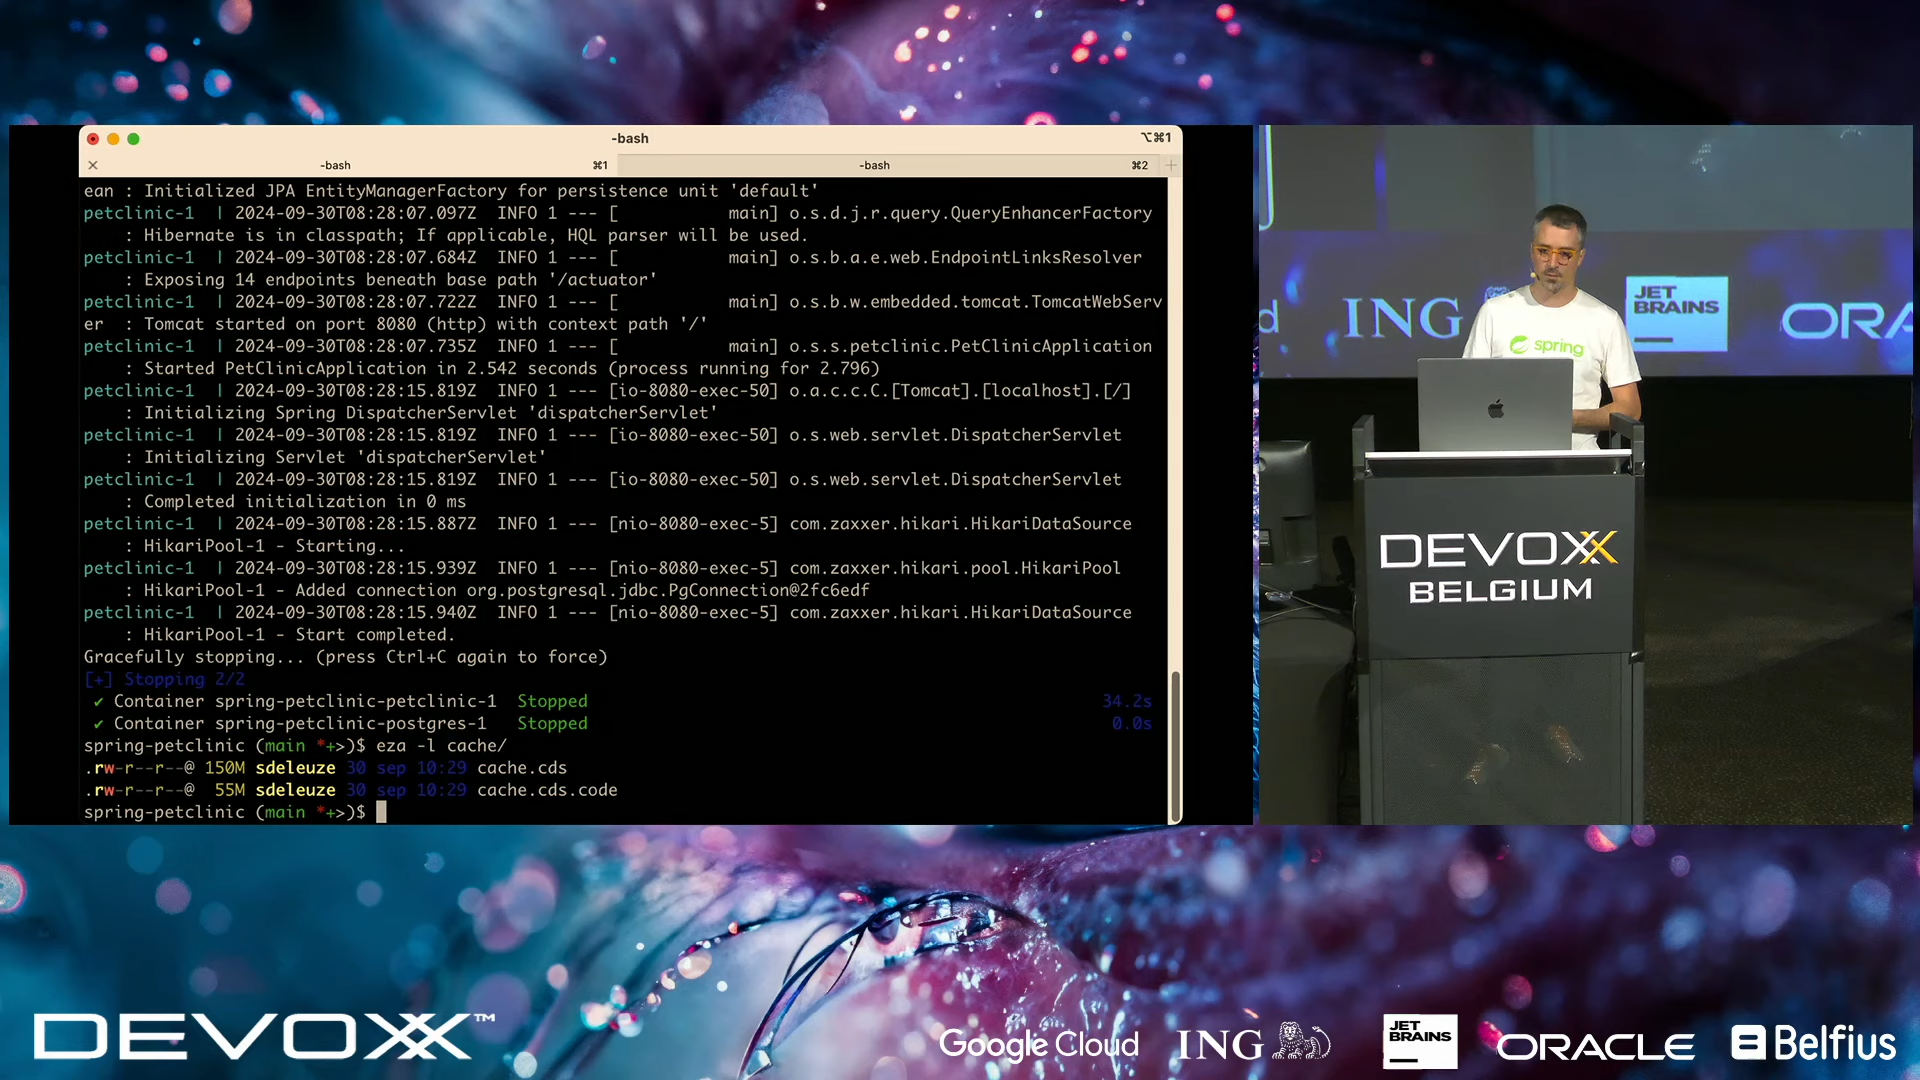 -bash
⌥⌘1
-bash
⌘1
-bash
⌘2
ean : Initialized JPA EntityManagerFactory for persistence unit 'default'
petclinic-1 | 2024-09-30T08:28:07.097Z INFO 1 --- [ main] o.s.d.j.r.query.QueryEnhancerFactory
: Hibernate is in classpath; If applicable, HQL parser will be used.
petclinic-1 | 2024-09-30T08:28:07.684Z INFO 1 --- [ main] o.s.b.a.e.web.EndpointLinksResolver
: Exposing 14 endpoints beneath base path '/actuator'
petclinic-1 | 2024-09-30T08:28:07.722Z INFO 1 --- [ main] o.s.b.w.embedded.tomcat.TomcatWebServ
er : Tomcat started on port 8080 (http) with context path '/'
petclinic-1 | 2024-09-30T08:28:07.735Z INFO 1 --- [ main] o.s.s.petclinic.PetClinicApplication
: Started PetClinicApplication in 2.542 seconds (process running for 2.796)
petclinic-1 | 2024-09-30T08:28:15.819Z INFO 1 --- [io-8080-exec-50] o.a.c.c.C.[Tomcat].[localhost].[/]
: Initializing Spring DispatcherServlet 'dispatcherServlet'
petclinic-1 | 2024-09-30T08:28:15.819Z INFO 1 --- [io-8080-exec-50] o.s.web.servlet.DispatcherServlet
: Initializing Servlet 'dispatcherServlet'
petclinic-1 | 2024-09-30T08:28:15.819Z INFO 1 --- [io-8080-exec-50] o.s.web.servlet.DispatcherServlet
: Completed initialization in 0 ms
petclinic-1 | 2024-09-30T08:28:15.887Z INFO 1 --- [nio-8080-exec-5] com.zaxxer.hikari.HikariDataSource
: HikariPool-1 - Starting...
petclinic-1 | 2024-09-30T08:28:15.939Z INFO 1 --- [nio-8080-exec-5] com.zaxxer.hikari.pool.HikariPool
: HikariPool-1 - Added connection org.postgresql.jdbc.PgConnection@2fc6edf
petclinic-1 | 2024-09-30T08:28:15.940Z INFO 1 --- [nio-8080-exec-5] com.zaxxer.hikari.HikariDataSource
: HikariPool-1 - Start completed.
Gracefully stopping... (press Ctrl+C again to force)
[+] Stopping 2/2
✔ Container spring-petclinic-petclinic-1 Stopped 34.2s
✔ Container spring-petclinic-postgres-1 Stopped 0.0s
spring-petclinic (main *+>)$ eza -l cache/
.rw-r--r--@ 150M sdeleuze 30 sep 10:29 cache.cds
.rw-r--r--@ 55M sdeleuze 30 sep 10:29 cache.cds.code
spring-petclinic (main *+>)$
d
ING
JET
BRAINS
ORA
spring
DEVOXX
BELGIUM
DEVOXX™
Google Cloud
ING
JET
BRAINS
ORACLE
Belfius